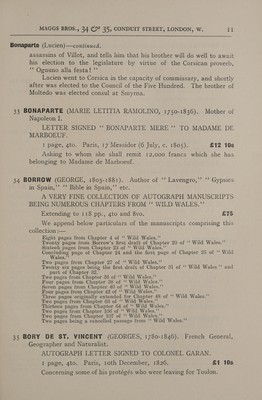 MAGGS BROS., 34 & 35, CONDUIT STREET, LONDON, W. 11
Bonaparte (Lucien)—continued.
assassins of Villot, and tells him that his brother will do well to await
his election to the legislature by virtue of the Corsican proverb,
" Ognuno alla festa! "
Lucien went to Corsica in the capacity of commissary, and shortly
after was elected to the Council of the Five Hundred. The brother of
Moltedo was elected consul at Smyrna.
33 BONAPARTE (MARIE LETITIA RAMOLINO, 1750-1836). Mother of
Napoleon I.
LETTER SIGNED " BONAPARTE MERE " TO MADAME DE
MARBOEUF.
1 page, 4to. Paris, 17 Messidor (6 July, c. 1805). £12 10s
Asking to whom she shall remit 12,000 francs which she has
belonging to Madame de Marboeuf.
34 BORROW (GEORGE, 1803-1881). Author of " Lavengro," " Gypsies
in Spain," " Bible in Spain," etc.
A VERY FINE COLLECTION OF AUTOGRAPH MANUSCRIPTS
BEING NUMEROUS CHAPTERS FROM " WILD WALES."
Extending to 118 pp., 4to and 8vo. £75
We append below particulars of the manuscripts comprising this
collection:—
Eight pages from Chapter 4 of " Wild Wales."
Twenty pages from Borrow's first draft of Chapter 20 of " Wild Wales."
Sixteen pages from Chapter 23 of " Wild Wales."
Concluding page of Chapter 24 and the first page of Chapter 25 of " Wild
Wales."
Two pages from Chapter 27 of " Wild Wales."
Twenty six pages being the first draft of Chapter 31 of " Wild Wales " and
part of Chapter 32.
Two pages from Chapter 36 of " Wild Wales."
Four pages from Chapter 38 of " Wild Wales."
Seven pages from Chapter 40 of " Wild Wales."
Four pages from Chapter 42 of " Wild Wales."
Three pages originally extended for Chapter 48 of " Wild Wales "
Two pages from Chapter 62 of " Wild Wales."
Thirteen pages from Chapter 64 of " Wild Wales."
Two pages from Chapter 100 of " Wild Wales."
Two pages from Chapter 107 of " Wild Wales."
Two pages being a cancelled passage from " Wild Wales."
35 BORY DE ST. VINCENT (GEORGES, 1780-1846). French General,
Geographer and Naturalist.
AUTOGRAPH LETTER SIGNED TO COLONEL GARAN.
1 page, 4to. Paris, 10th December, 1826. £1 10s
Concerning some of his protégés who were leaving for Toulon.